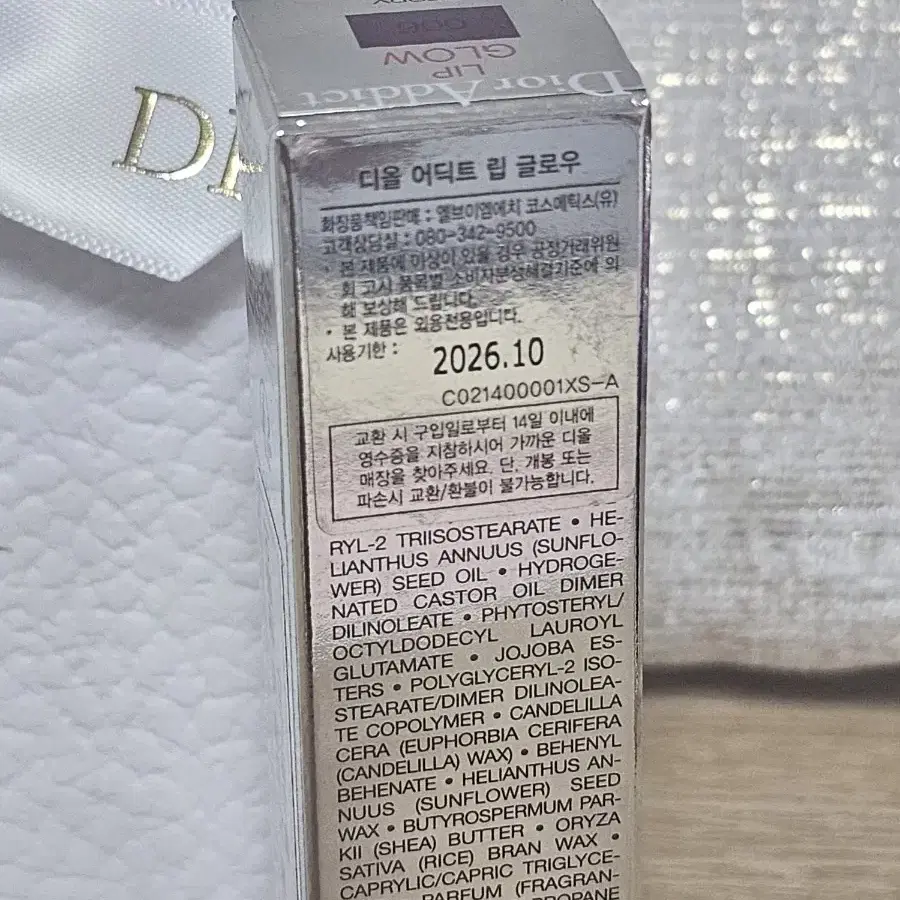 DI
006
GLOW
LIP
Dior Addict
디올 어딕트 립 글로우
화장품책임판매 : 엘브이엠에치 코스메틱스(유)
고객상담실 : 080-342-9500
· 본 제품에 이상이 있을 경우 공정거래위원
회 고시 품목별 소비자분쟁해결기준에 의
해 보상해 드립니다.
· 본 제품은 외용전용입니다.
사용기한 : 2026.10
C021400001XS-A
교환 시 구입일로부터 14일 이내에
영수증을 지참하시어 가까운 디올
매장을 찾아주세요. 단, 개봉 또는
파손시 교환/환불이 불가능합니다.
RYL-2 TRIISOSTEARATE • HE-
LIANTHUS ANNUUS (SUNFLO-
WER) SEED OIL • HYDROGE-
NATED CASTOR OIL DIMER
DILINOLEATE • PHYTOSTERYL/
OCTYLDODECYL LAUROYL
GLUTAMATE • JOJOBA ES-
TERS • POLYGLYCERYL-2 ISO-
STEARATE/DIMER DILINOLEA-
TE COPOLYMER • CANDELILLA
CERA (EUPHORBIA CERIFERA
(CANDELILLA) WAX) • BEHENYL
BEHENATE • HELIANTHUS AN-
NUUS (SUNFLOWER) SEED
WAX • BUTYROSPERMUM PAR-
KII (SHEA) BUTTER • ORYZA
SATIVA (RICE) BRAN WAX •
CAPRYLIC/CAPRIC TRIGLYCE-
PARFUM (FRAGRAN-
PROPANE